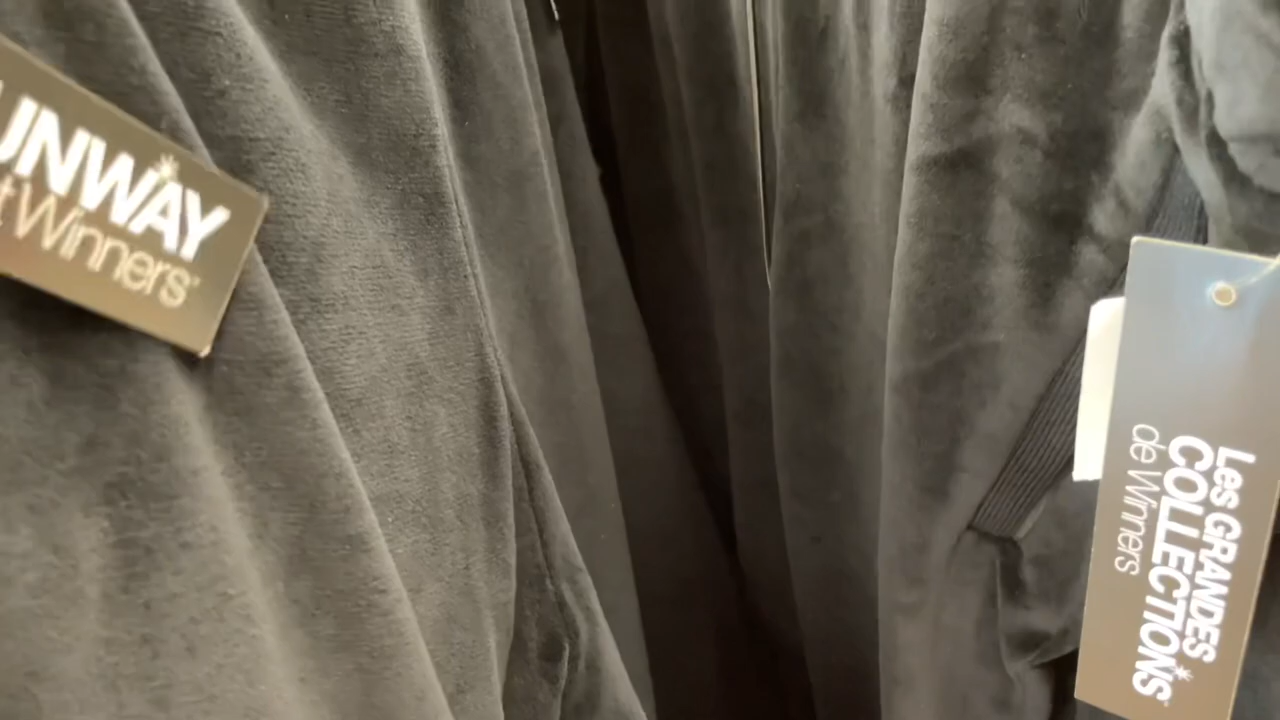 UNWAY
t Winners
Les GRANDES
COLLECTIONS
de Winners